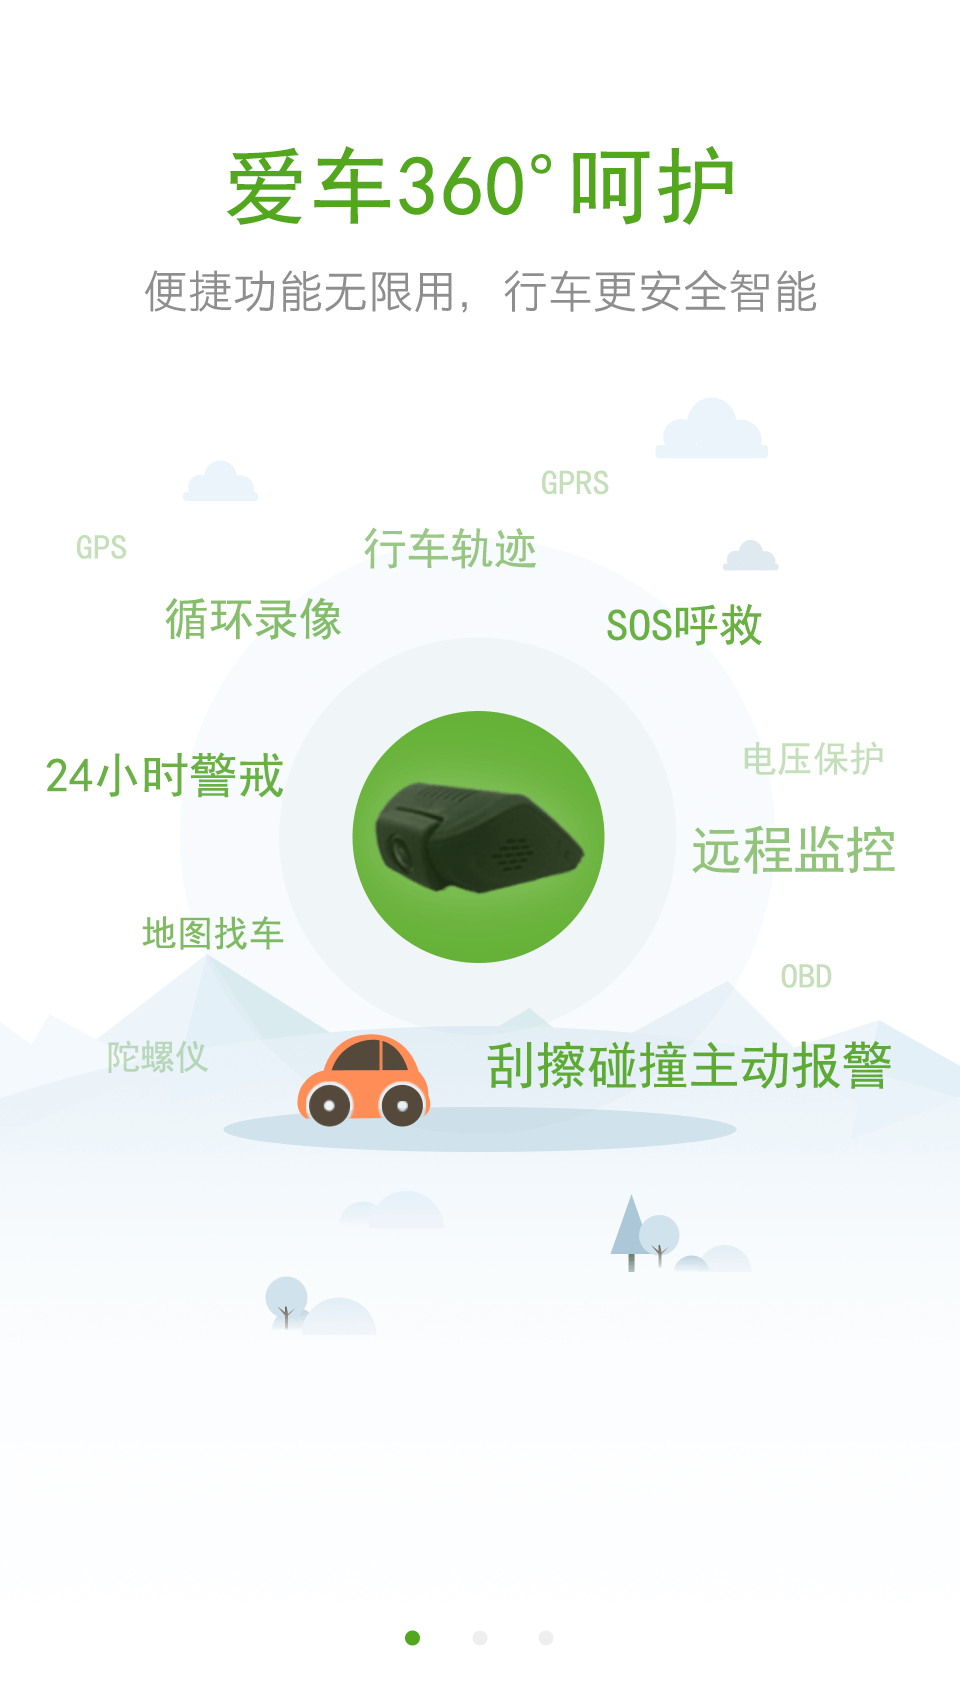 爱车360°呵护
便捷功能无限用，行车更安全智能
GPRS
GPS
行车轨迹
循环录像
SOS呼救
24小时警戒
电压保护
远程监控
地图找车
OBD
陀螺仪
刮擦碰撞主动报警